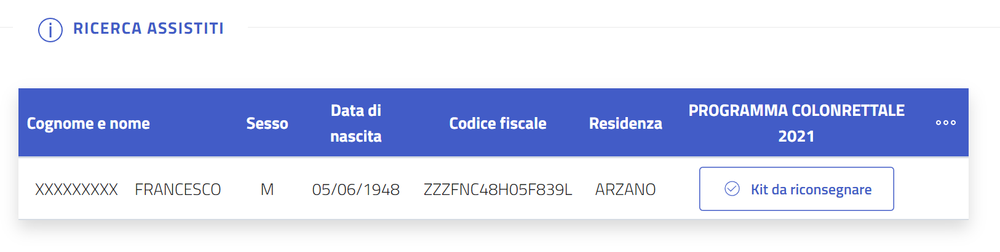 RICERCA ASSISTITI
Cognome e nome Sesso Data di nascita Codice fiscale Residenza PROGRAMMA COLONRETTALE 2021
XXXXXXXXX FRANCESCO M 05/06/1948 ZZZFNC48H05F839L ARZANO Kit da riconsegnare